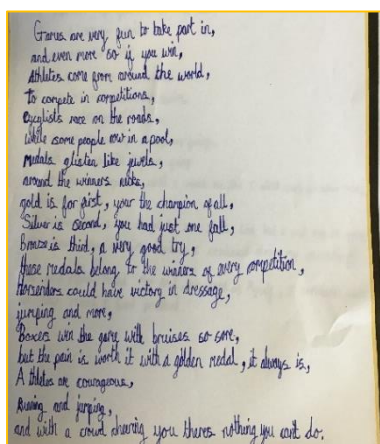 Games are very fun to take part in,
and even more so if you win,
Athletes come from around the world,
to compete in competitions,
cycylists race on the roads,
while some people row in a pool,
Medals glisten like jewels,
around the winners necks,
gold is for first, your the champion of all,
Silver is second, you had just one fall,
Bronze is third, a very good try,
these medals belong to the winners of every competition,
Horseriders could have victory in dressage,
jumping and more,
Boxers win the game with bruises so sore,
but the pain is worth it with a golden medal, it always is,
Athletes are courageous,
Running and jumping,
and with a crowd cheering you theres nothing you cant do.